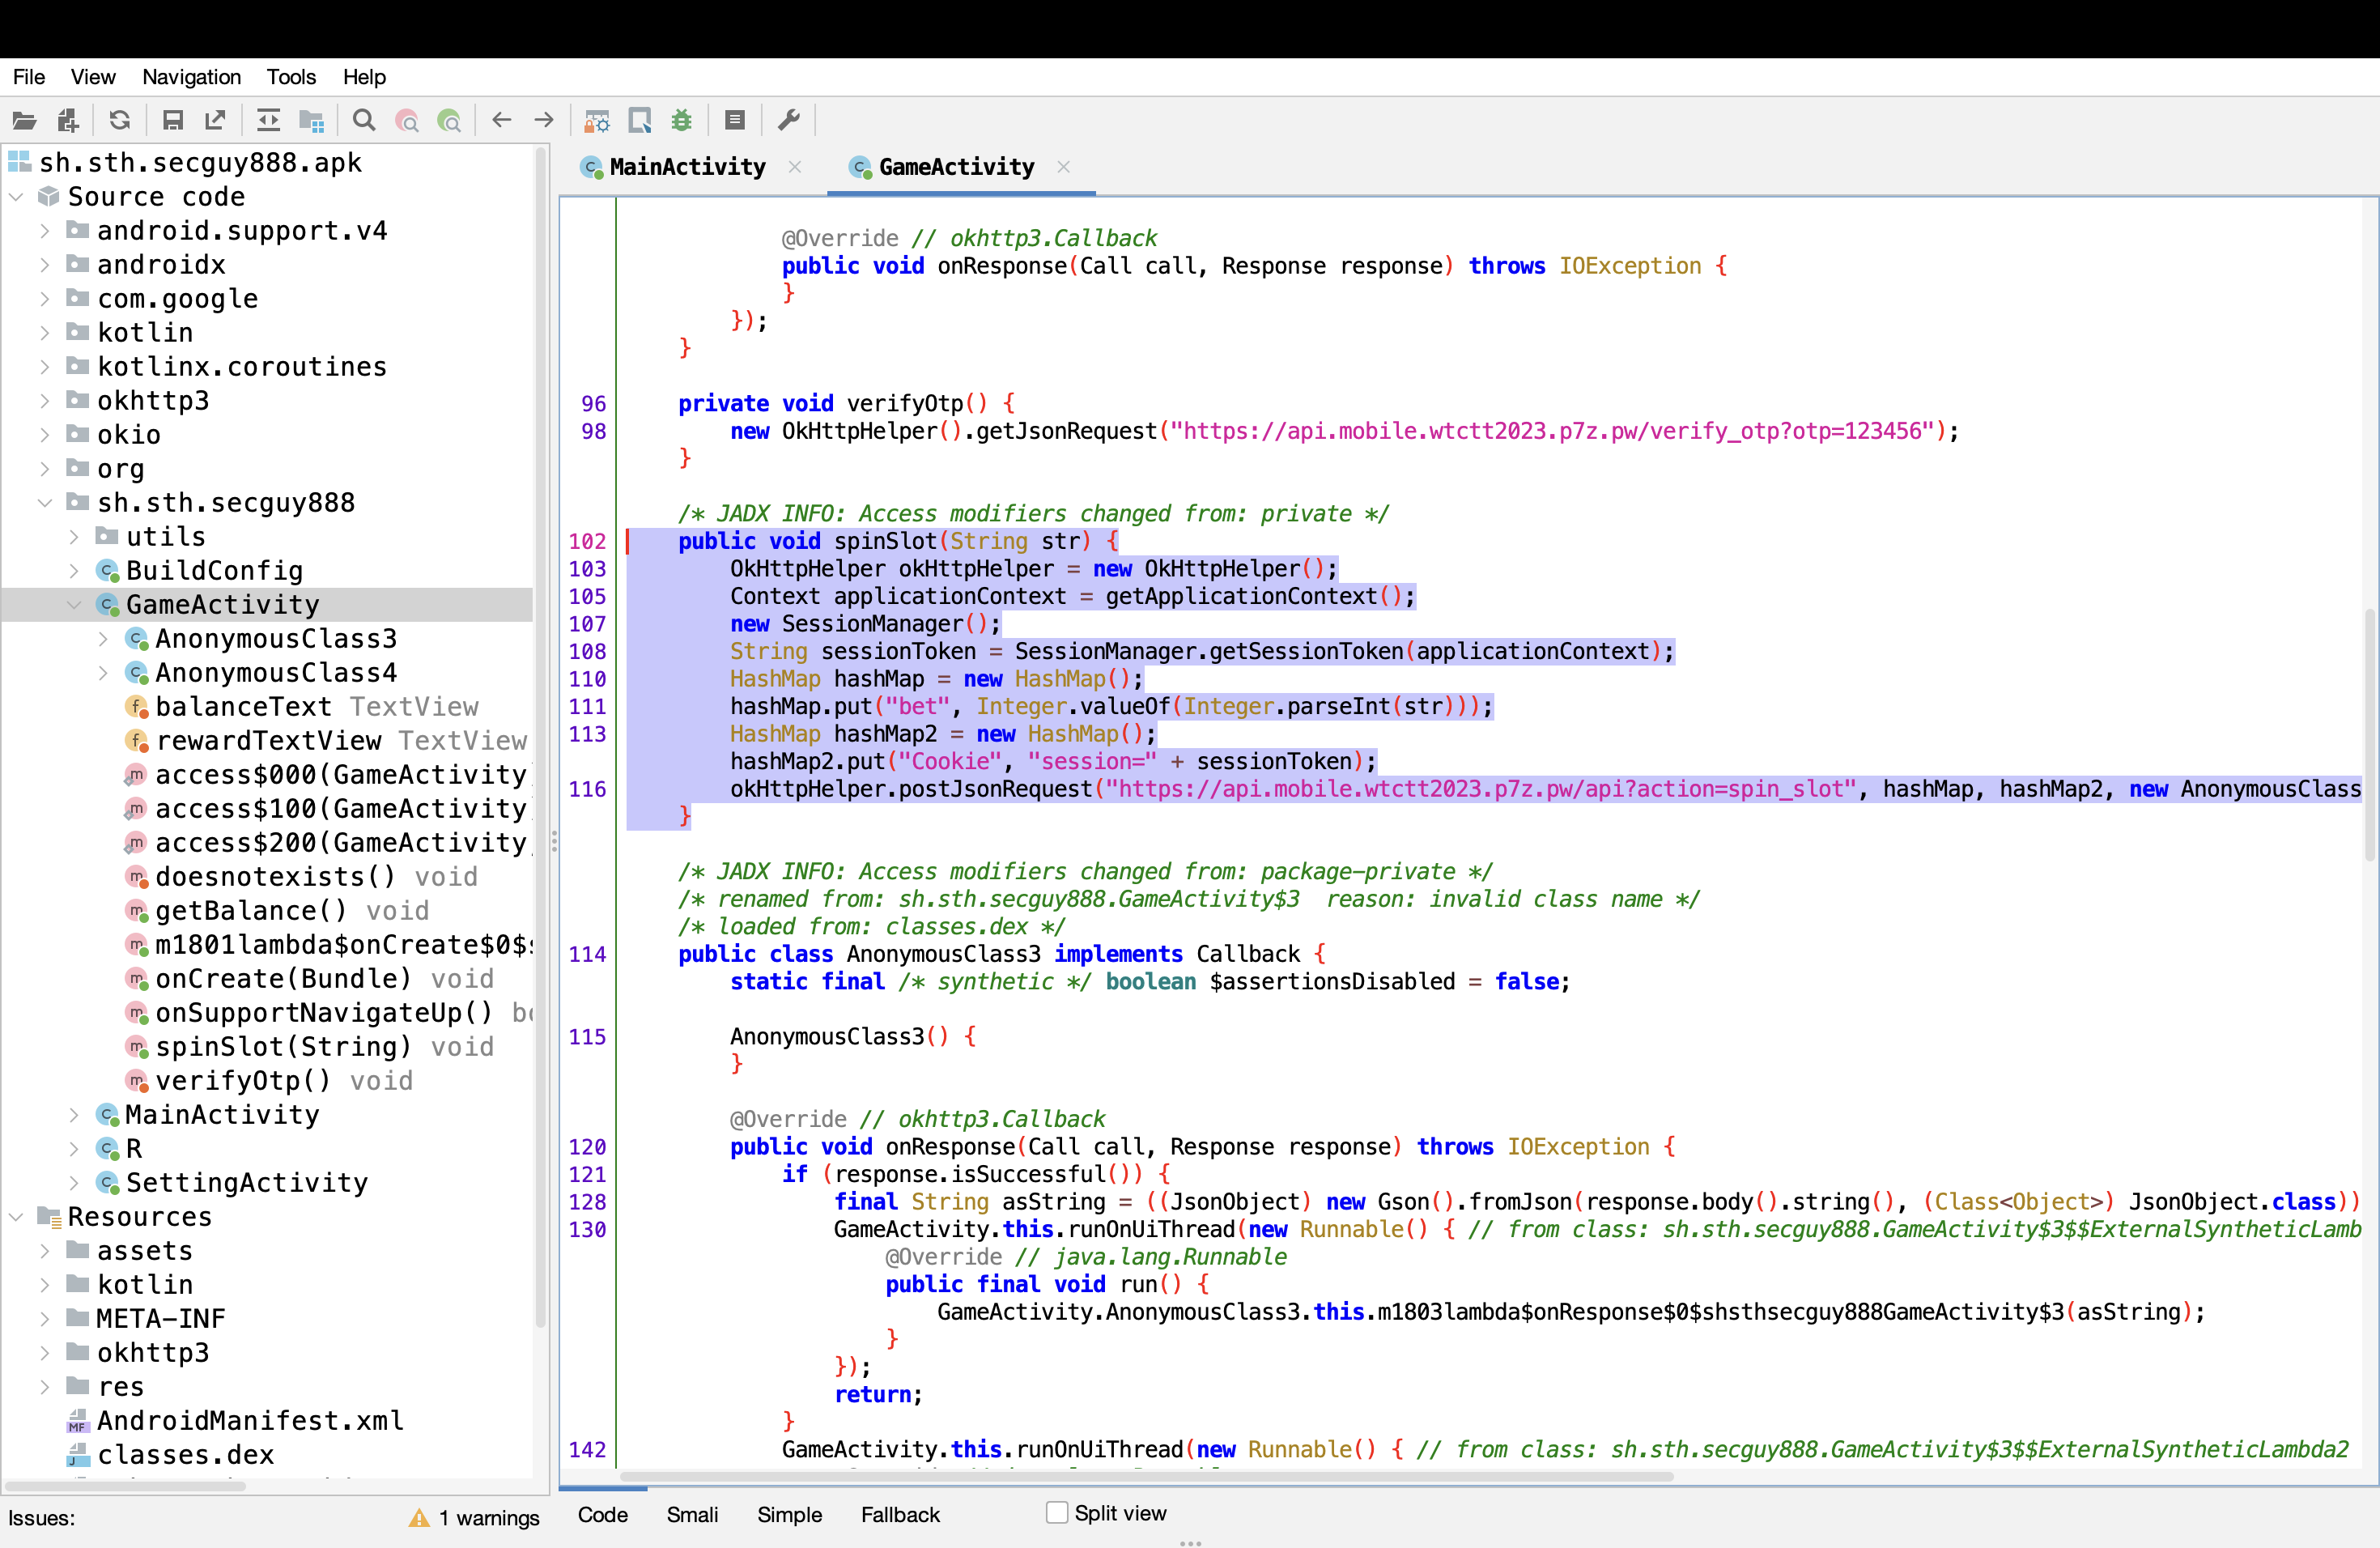 File View Navigation Tools Help
sh.sth.secguy888.apk
Source code
android.support.v4
androidx
com.google
kotlin
kotlinx.coroutines
okhttp3
okio
org
sh.sth.secguy888
utils
BuildConfig
GameActivity
AnonymousClass3
AnonymousClass4
balanceText TextView
rewardTextView TextView
access$000(GameActivity
access$100(GameActivity
access$200(GameActivity
doesnotexists() void
getBalance() void
m1801lambda$onCreate$0$s
onCreate(Bundle) void
onSupportNavigateUp() bo
spinSlot(String) void
verifyOtp() void
MainActivity
R
SettingActivity
Resources
assets
kotlin
META-INF
okhttp3
res
AndroidManifest.xml
classes.dex
Issues: 1 warnings
MainActivity GameActivity
@Override // okhttp3.Callback
public void onResponse(Call call, Response response) throws IOException {
}
});
}
96 private void verifyOtp() {
98 new OkHttpHelper().getJsonRequest("https://api.mobile.wtctt2023.p7z.pw/verify_otp?otp=123456");
}
/* JADX INFO: Access modifiers changed from: private */
102 public void spinSlot(String str) {
103 OkHttpHelper okHttpHelper = new OkHttpHelper();
105 Context applicationContext = getApplicationContext();
107 new SessionManager();
108 String sessionToken = SessionManager.getSessionToken(applicationContext);
110 HashMap hashMap = new HashMap();
111 hashMap.put("bet", Integer.valueOf(Integer.parseInt(str)));
113 HashMap hashMap2 = new HashMap();
hashMap2.put("Cookie", "session=" + sessionToken);
116 okHttpHelper.postJsonRequest("https://api.mobile.wtctt2023.p7z.pw/api?action=spin_slot", hashMap, hashMap2, new AnonymousClass
}
/* JADX INFO: Access modifiers changed from: package-private */
/* renamed from: sh.sth.secguy888.GameActivity$3 reason: invalid class name */
/* loaded from: classes.dex */
114 public class AnonymousClass3 implements Callback {
static final /* synthetic */ boolean $assertionsDisabled = false;
115 AnonymousClass3() {
}
@Override // okhttp3.Callback
120 public void onResponse(Call call, Response response) throws IOException {
121 if (response.isSuccessful()) {
128 final String asString = ((JsonObject) new Gson().fromJson(response.body().string(), (Class<Object>) JsonObject.class))
130 GameActivity.this.runOnUiThread(new Runnable() { // from class: sh.sth.secguy888.GameActivity$3$$ExternalSyntheticLamb
@Override // java.lang.Runnable
public final void run() {
GameActivity.AnonymousClass3.this.m1803lambda$onResponse$0$shsthsecguy888GameActivity$3(asString);
}
});
return;
}
142 GameActivity.this.runOnUiThread(new Runnable() { // from class: sh.sth.secguy888.GameActivity$3$$ExternalSyntheticLambda2
Code Smali Simple Fallback Split view